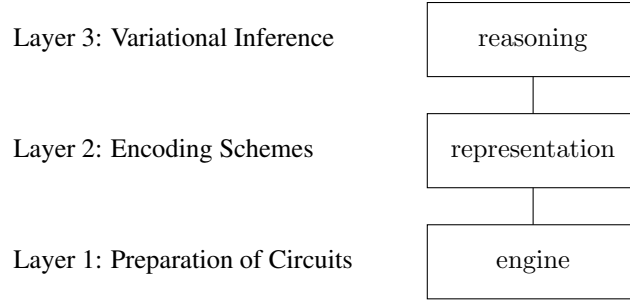 Layer 3: Variational Inference reasoning
Layer 2: Encoding Schemes representation
Layer 1: Preparation of Circuits engine